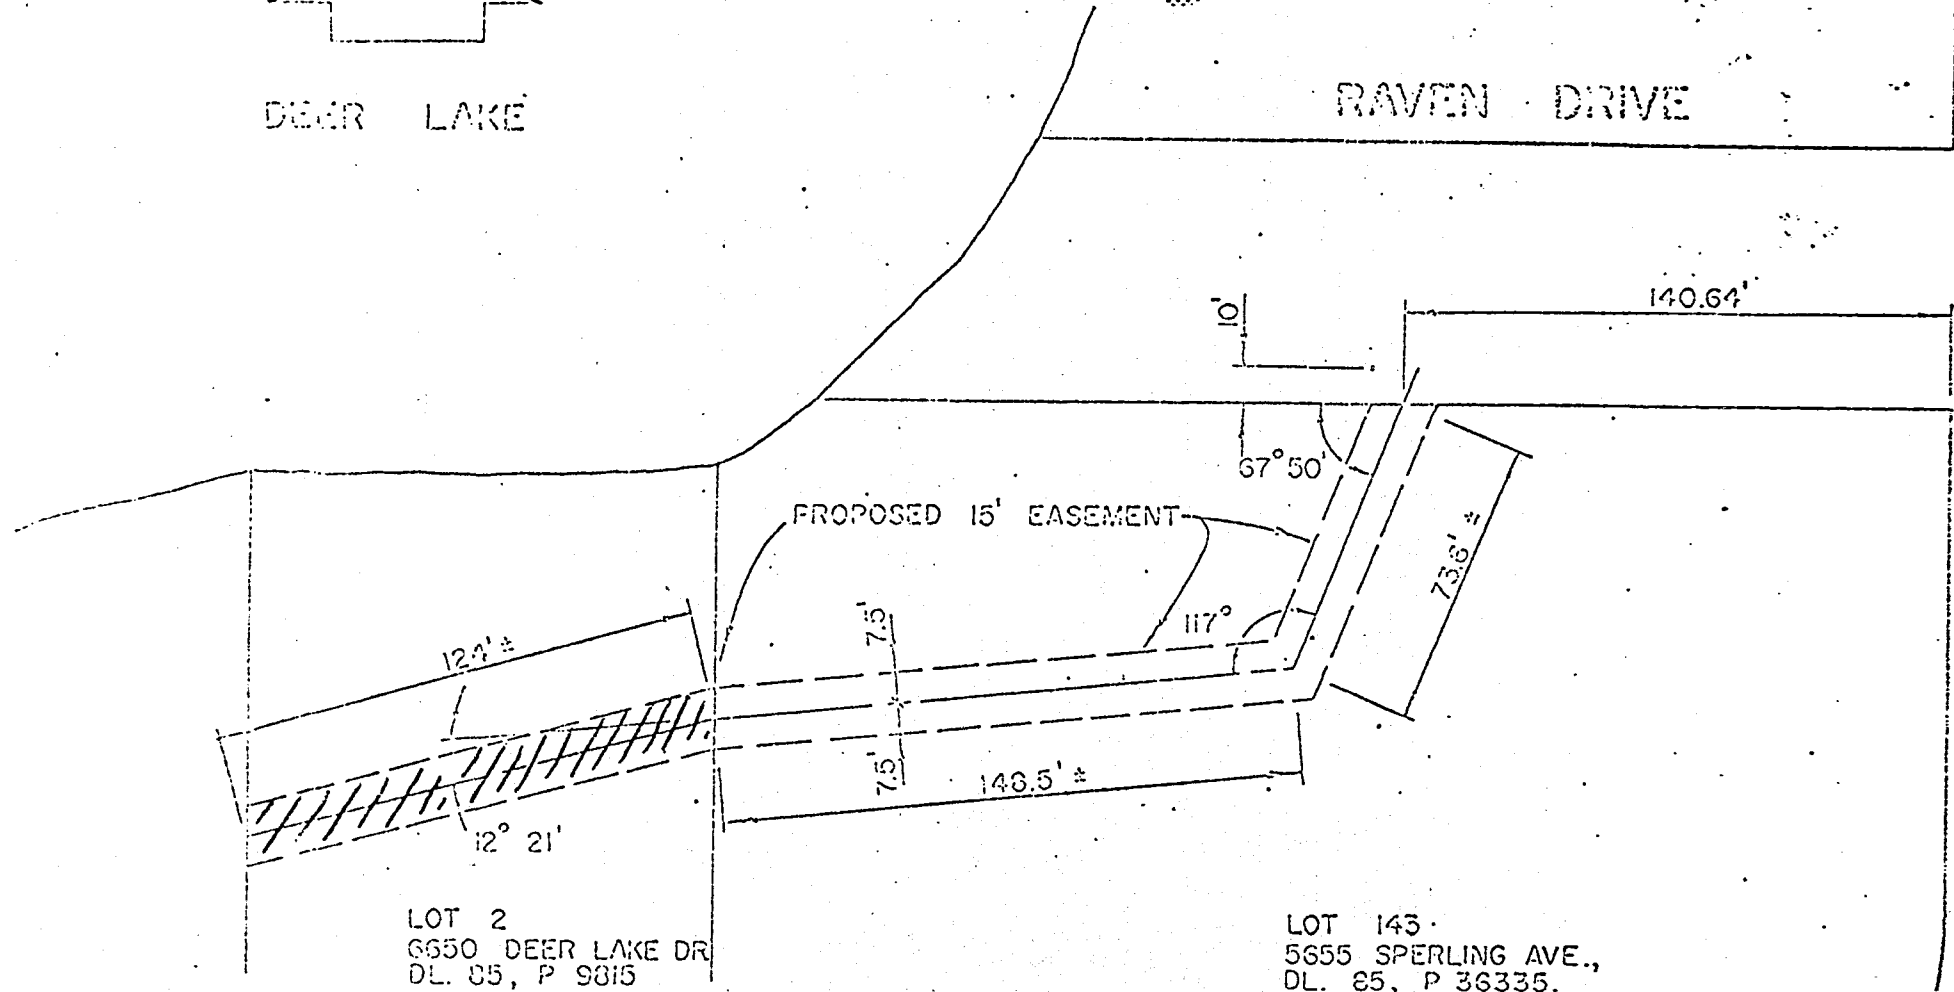 DEER LAKE
RAVEN DRIVE
140.64'
10'
67° 50'
PROPOSED 15' EASEMENT
73.6' ±
117°
7.5'
124' ±
7.5'
148.5' ±
12° 21'
LOT 2
6650 DEER LAKE DR
DL. 85, P 9815
LOT 143
5655 SPERLING AVE.,
DL. 85, P 36335.